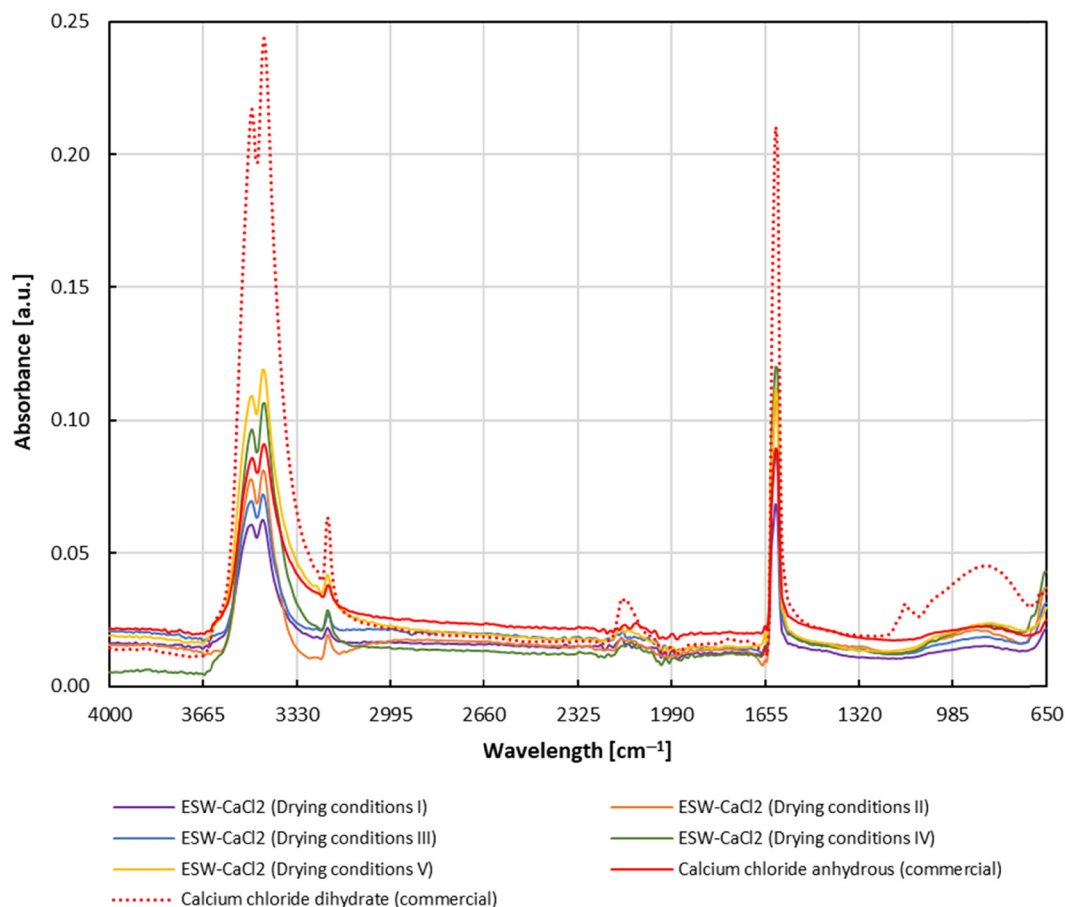 0.25
0.20
0.15
0.10
0.05
0.00
Absorbance [a.u.]
4000 3665 3330 2995 2660 2325 1990 1655 1320 985 650
Wavelength [cm⁻¹]
ESW-CaCl2 (Drying conditions I) ESW-CaCl2 (Drying conditions II)
ESW-CaCl2 (Drying conditions III) ESW-CaCl2 (Drying conditions IV)
ESW-CaCl2 (Drying conditions V) Calcium chloride anhydrous (commercial)
Calcium chloride dihydrate (commercial)